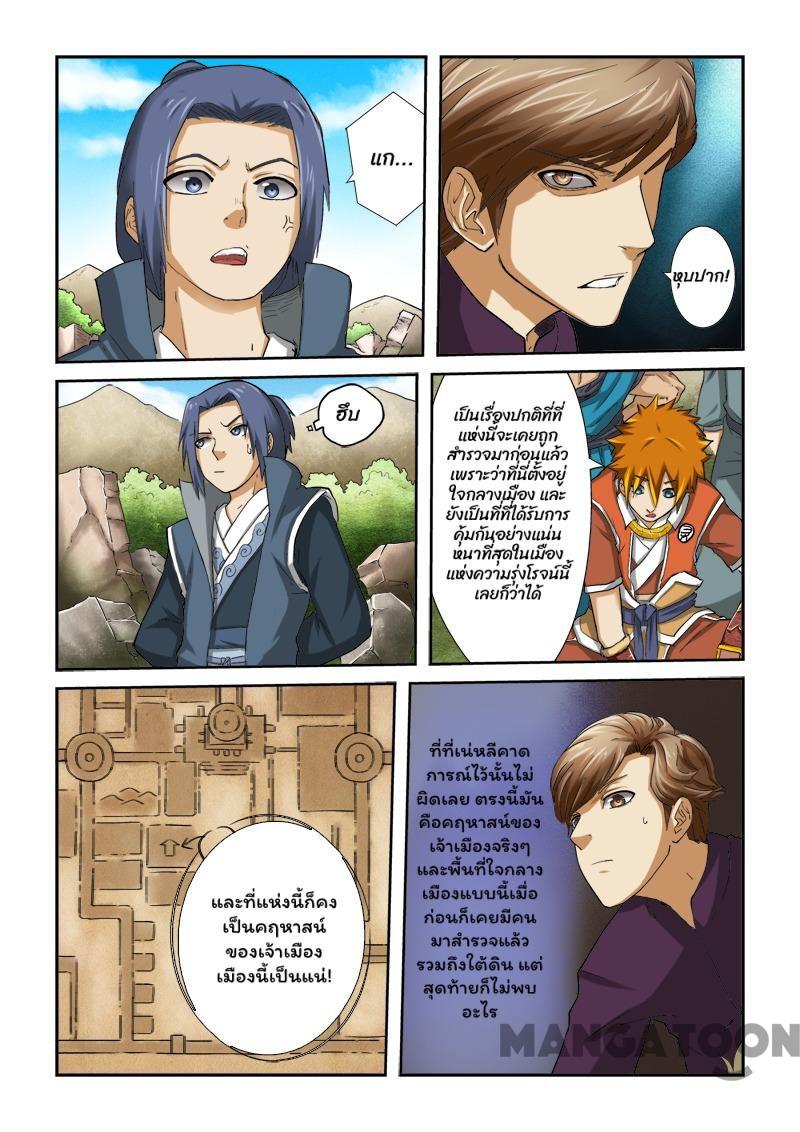 แก...
หุบปาก!
ฮึบ
เป็นเรื่องปกติที่ที่
แห่งนี้จะเคยถูก
สำรวจมาก่อนแล้ว
เพราะว่าที่นี่ตั้งอยู่
ใจกลางเมือง และ
ยังเป็นที่ที่ได้รับการ
คุ้มกันอย่างแน่น
หนาที่สุดในเมือง
แห่งความรุ่งโรจน์นี้
เลยก็ว่าได้
และที่แห่งนี้ก็คง
เป็นคฤหาสน์
ของเจ้าเมือง
เมืองนี้เป็นแน่!
ที่ที่เน่หลีคาด
การณ์ไว้นั้นไม่
ผิดเลย ตรงนี้มัน
คือคฤหาสน์ของ
เจ้าเมืองจริงๆ
และพื้นที่ใจกลาง
เมืองแบบนี้เมื่อ
ก่อนก็เคยมีคน
มาสำรวจแล้ว
รวมถึงใต้ดิน แต่
สุดท้ายก็ไม่พบ
อะไร
MANGATOON